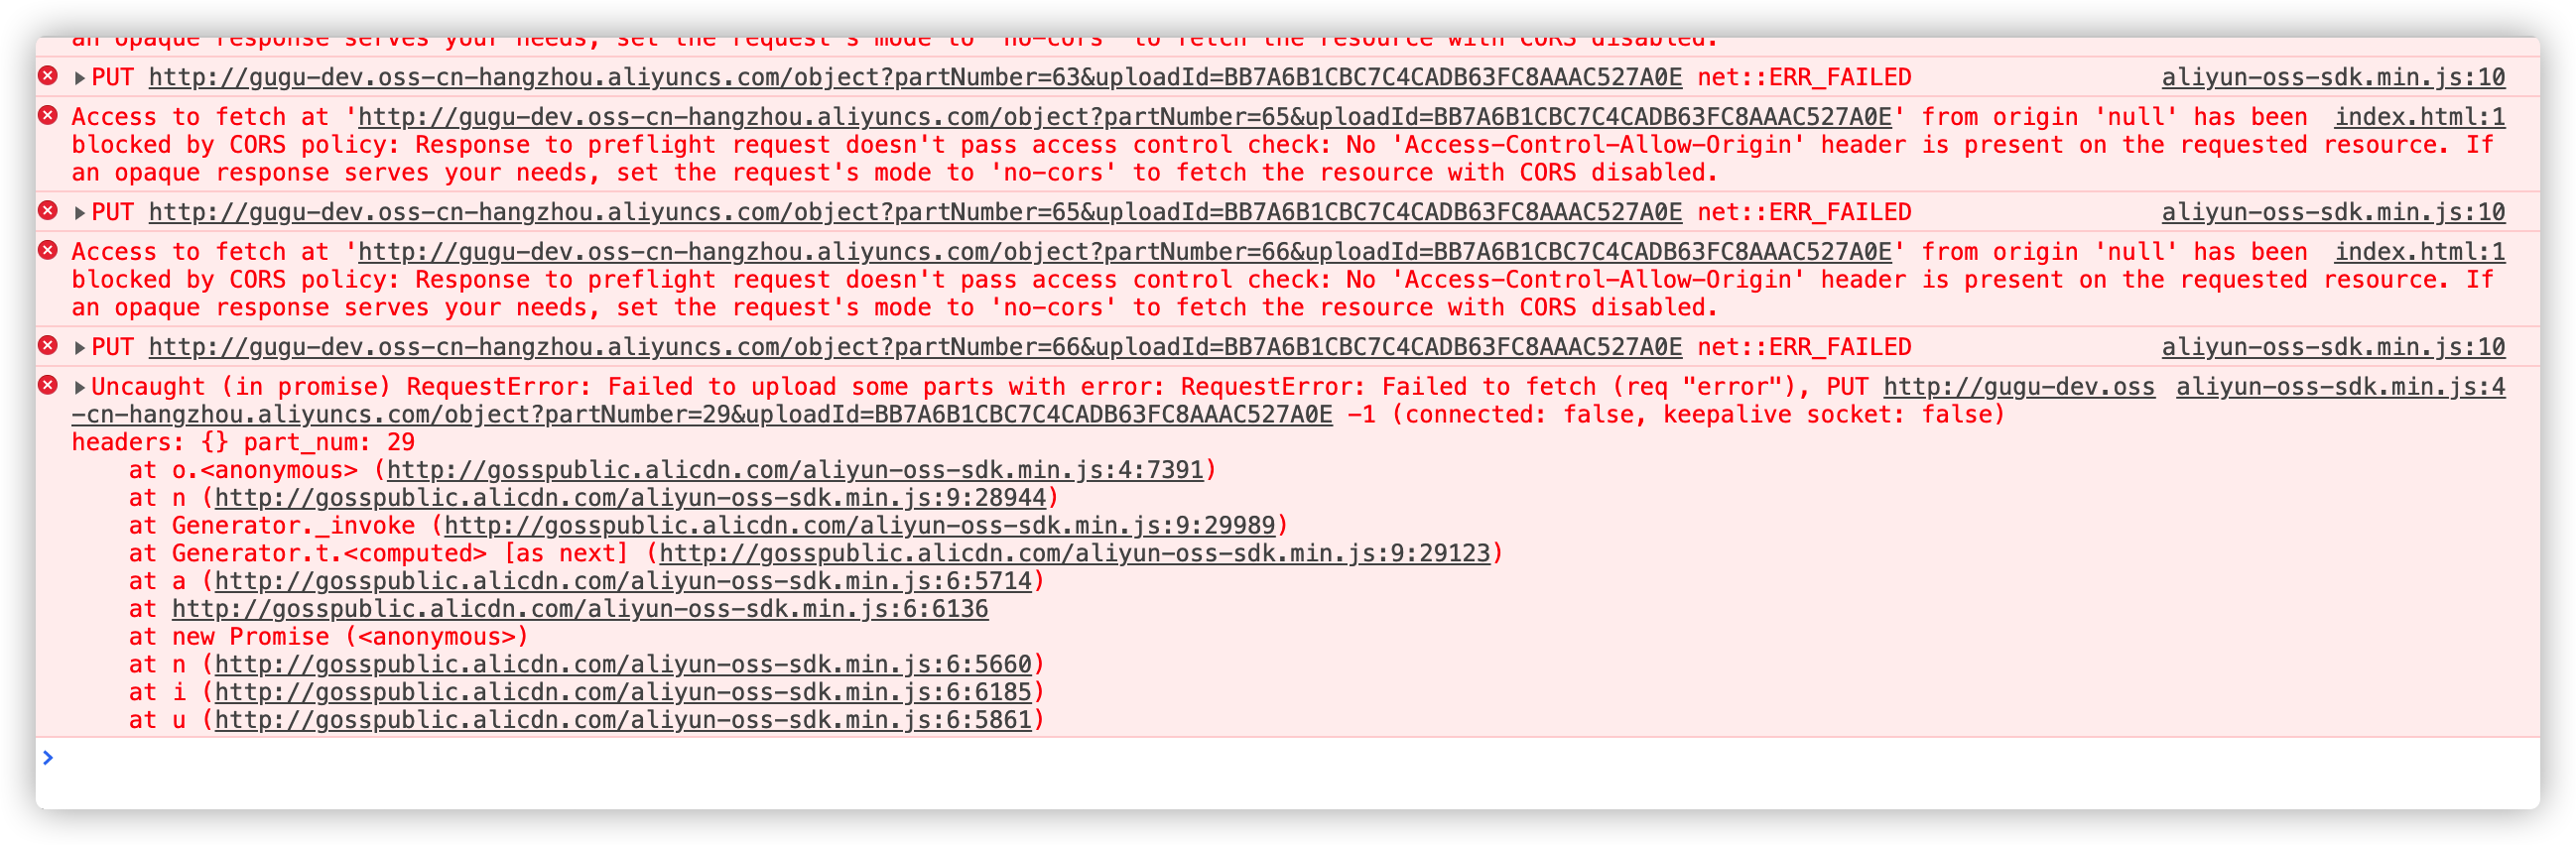 an opaque response serves your needs, set the request's mode to 'no-cors' to fetch the resource with CORS disabled.
PUT http://gugu-dev.oss-cn-hangzhou.aliyuncs.com/object?partNumber=63&uploadId=BB7A6B1CBC7C4CADB63FC8AAAC527A0E net::ERR_FAILED aliyun-oss-sdk.min.js:10
Access to fetch at 'http://gugu-dev.oss-cn-hangzhou.aliyuncs.com/object?partNumber=65&uploadId=BB7A6B1CBC7C4CADB63FC8AAAC527A0E' from origin 'null' has been index.html:1
blocked by CORS policy: Response to preflight request doesn't pass access control check: No 'Access-Control-Allow-Origin' header is present on the requested resource. If
an opaque response serves your needs, set the request's mode to 'no-cors' to fetch the resource with CORS disabled.
PUT http://gugu-dev.oss-cn-hangzhou.aliyuncs.com/object?partNumber=65&uploadId=BB7A6B1CBC7C4CADB63FC8AAAC527A0E net::ERR_FAILED aliyun-oss-sdk.min.js:10
Access to fetch at 'http://gugu-dev.oss-cn-hangzhou.aliyuncs.com/object?partNumber=66&uploadId=BB7A6B1CBC7C4CADB63FC8AAAC527A0E' from origin 'null' has been index.html:1
blocked by CORS policy: Response to preflight request doesn't pass access control check: No 'Access-Control-Allow-Origin' header is present on the requested resource. If
an opaque response serves your needs, set the request's mode to 'no-cors' to fetch the resource with CORS disabled.
PUT http://gugu-dev.oss-cn-hangzhou.aliyuncs.com/object?partNumber=66&uploadId=BB7A6B1CBC7C4CADB63FC8AAAC527A0E net::ERR_FAILED aliyun-oss-sdk.min.js:10
Uncaught (in promise) RequestError: Failed to upload some parts with error: RequestError: Failed to fetch (req "error"), PUT http://gugu-dev.oss aliyun-oss-sdk.min.js:4
-cn-hangzhou.aliyuncs.com/object?partNumber=29&uploadId=BB7A6B1CBC7C4CADB63FC8AAAC527A0E -1 (connected: false, keepalive socket: false)
headers: {} part_num: 29
at o.<anonymous> (http://gosspublic.alicdn.com/aliyun-oss-sdk.min.js:4:7391)
at n (http://gosspublic.alicdn.com/aliyun-oss-sdk.min.js:9:28944)
at Generator._invoke (http://gosspublic.alicdn.com/aliyun-oss-sdk.min.js:9:29989)
at Generator.t.<computed> [as next] (http://gosspublic.alicdn.com/aliyun-oss-sdk.min.js:9:29123)
at a (http://gosspublic.alicdn.com/aliyun-oss-sdk.min.js:6:5714)
at http://gosspublic.alicdn.com/aliyun-oss-sdk.min.js:6:6136
at new Promise (<anonymous>)
at n (http://gosspublic.alicdn.com/aliyun-oss-sdk.min.js:6:5660)
at i (http://gosspublic.alicdn.com/aliyun-oss-sdk.min.js:6:6185)
at u (http://gosspublic.alicdn.com/aliyun-oss-sdk.min.js:6:5861)